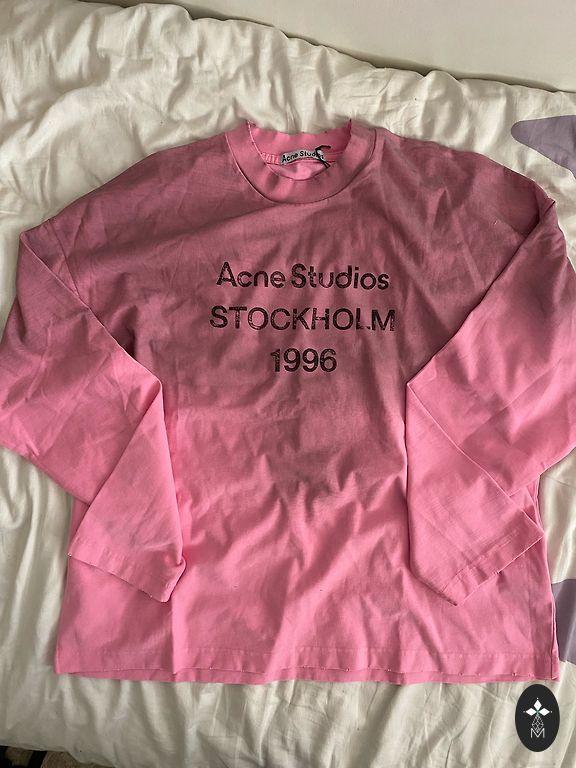 Acne Studios
Acne Studios
STOCKHOLM
1996
M